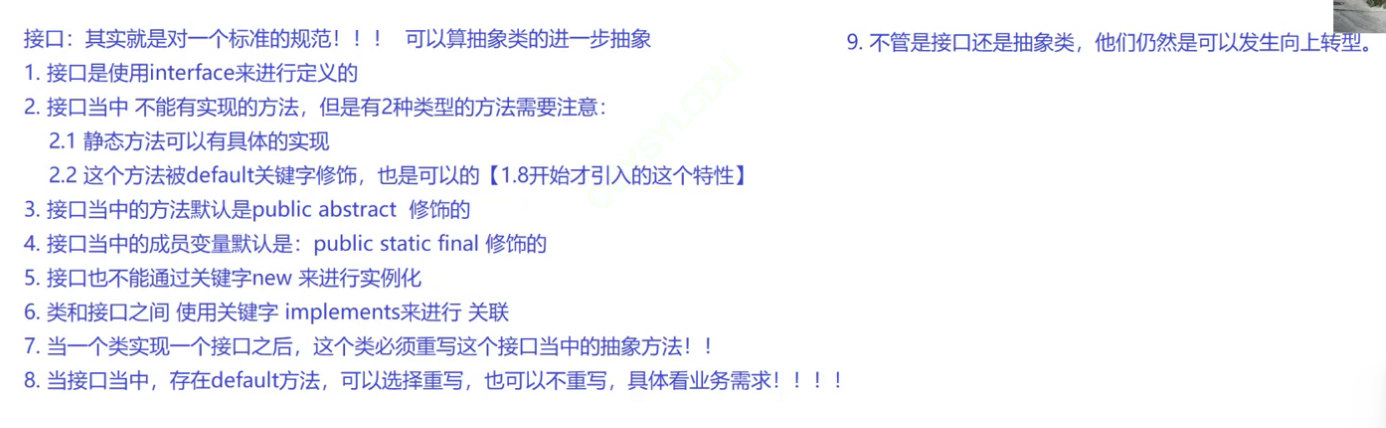 接口：其实就是对一个标准的规范！！！ 可以算抽象类的进一步抽象
1. 接口是使用interface来进行定义的
2. 接口当中 不能有实现的方法，但是有2种类型的方法需要注意：
2.1 静态方法可以有具体的实现
2.2 这个方法被default关键字修饰，也是可以的【1.8开始才引入的这个特性】
3. 接口当中的方法默认是public abstract 修饰的
4. 接口当中的成员变量默认是：public static final 修饰的
5. 接口也不能通过关键字new 来进行实例化
6. 类和接口之间 使用关键字 implements来进行 关联
7. 当一个类实现一个接口之后，这个类必须重写这个接口当中的抽象方法！！
8. 当接口当中，存在default方法，可以选择重写，也可以不重写，具体看业务需求！！！！
9. 不管是接口还是抽象类，他们仍然是可以发生向上转型。